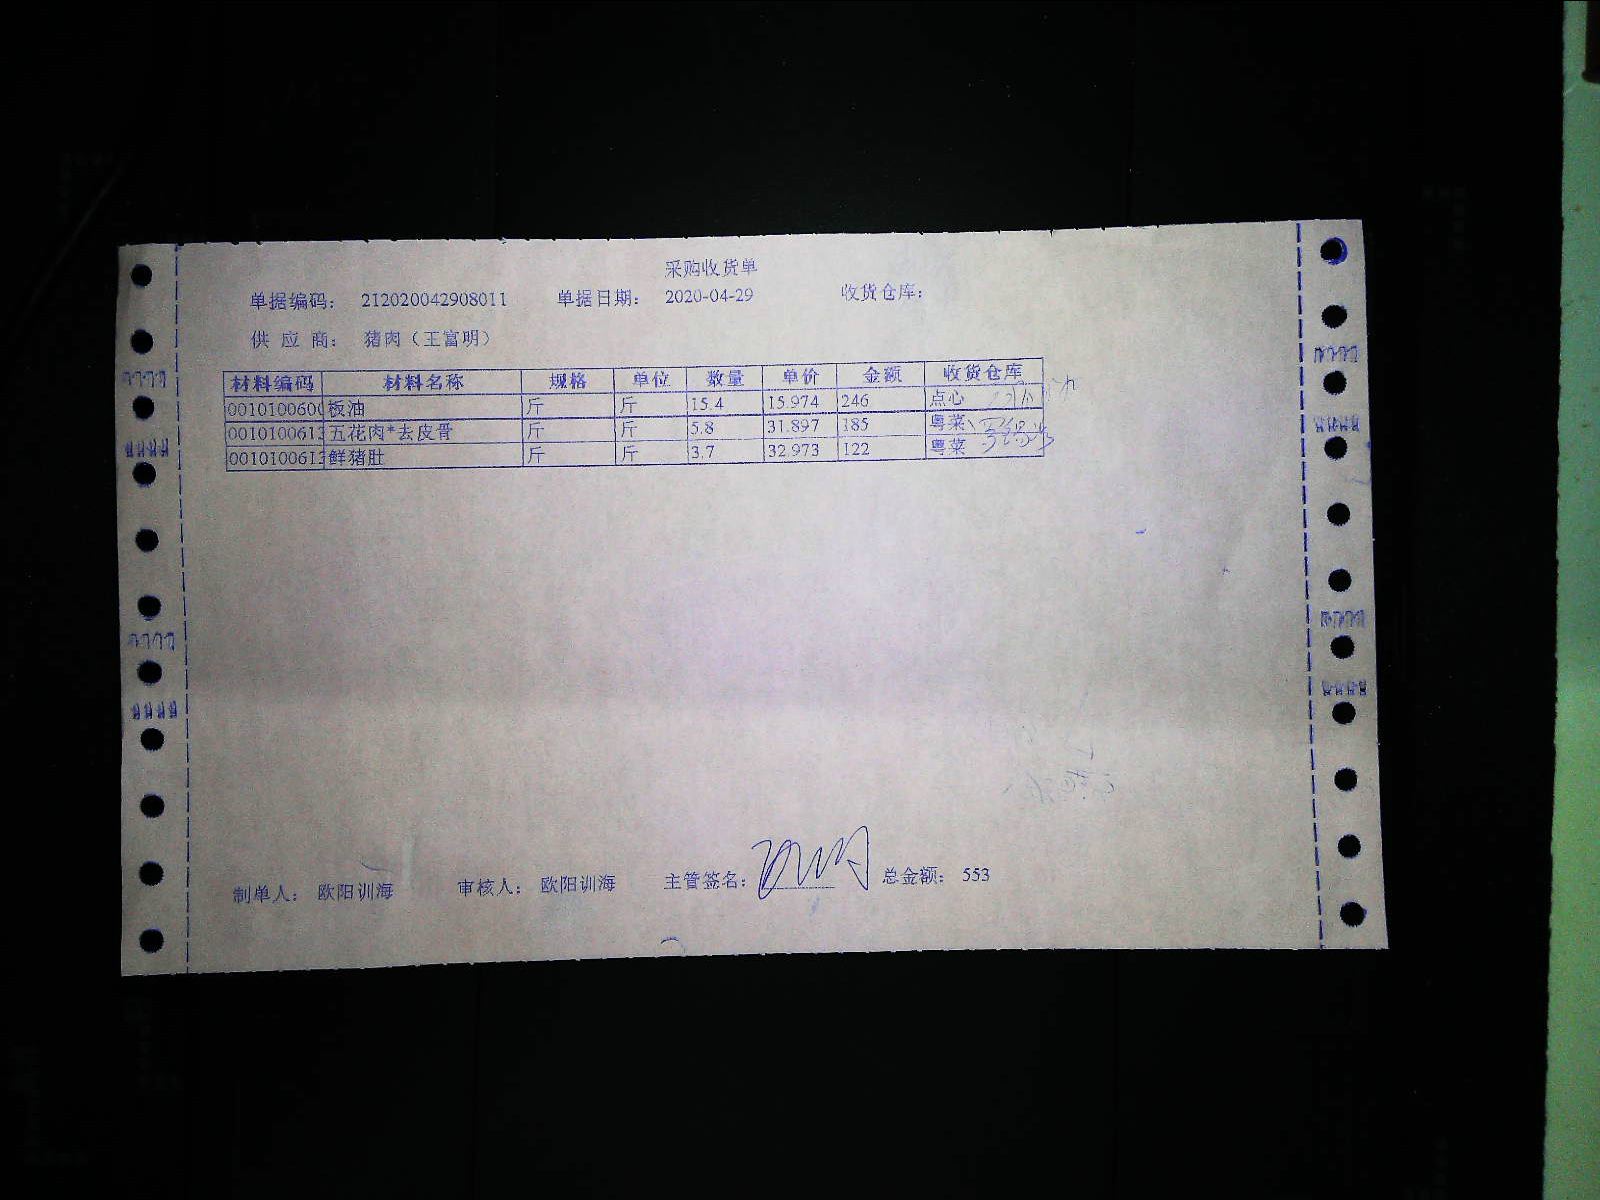 采购收货单
单据编码： 212020042908011 单据日期： 2020-04-29 收货仓库：
供 应 商： 猪肉（王富明）
材料编码 材料名称 规格 单位 数量 单价 金额 收货仓库
001010060 板油 斤 斤 15.4 15.974 246 点心
001010061 五花肉*去皮骨 斤 斤 5.8 31.897 185 粤菜
001010061 鲜猪肚 斤 斤 3.7 32.973 122 粤菜
制单人： 欧阳训海 审核人： 欧阳训海 主管签名： 总金额： 553